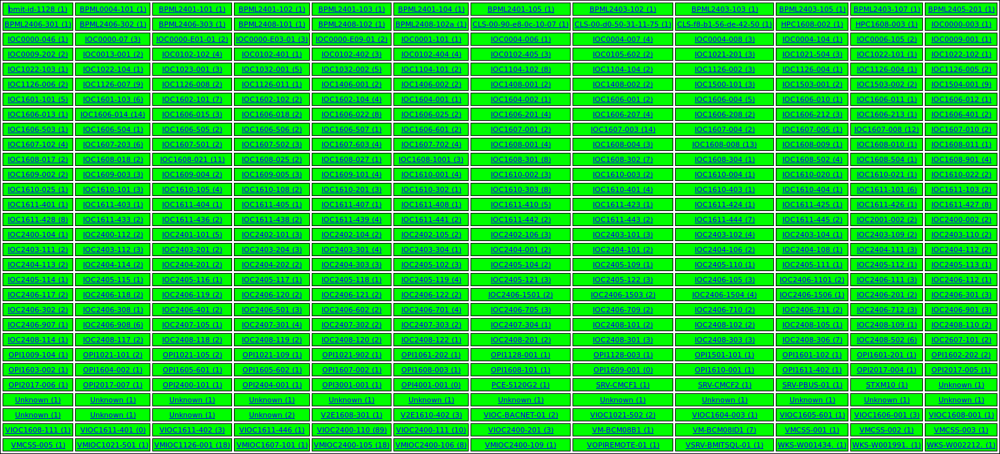 bmit-id-1128 (1) BPML0004-101 (1) BPML2401-101 (1) BPML2401-102 (1) BPML2401-103 (1) BPML2401-104 (1) BPML2401-105 (1) BPML2403-102 (1) BPML2403-103 (1) BPML2403-105 (1) BPML2403-107 (1) BPML2405-201 (1)
BPML2406-301 (1) BPML2406-302 (1) BPML2406-303 (1) BPML2408-101 (1) BPML2408-102 (1) BPML2408-102a (1) CLS-00-90-e8-0c-10-07 (1) CLS-00-d0-50-31-11-75 (1) CLS-f8-b1-56-de-42-50 (1) HPC1608-002 (1) HPC1608-003 (1) IOC0000-003 (1)
IOC0000-046 (1) IOC0000-07 (3) IOC0000-E01-01 (2) IOC0000-E03-01 (3) IOC0000-E09-01 (2) IOC0001-101 (1) IOC0004-006 (1) IOC0004-007 (4) IOC0004-008 (3) IOC0004-104 (1) IOC0006-105 (2) IOC0009-001 (1)
IOC0009-202 (2) IOC0013-001 (2) IOC0102-102 (4) IOC0102-401 (1) IOC0102-402 (3) IOC0102-404 (4) IOC0102-405 (3) IOC0105-602 (2) IOC1021-201 (3) IOC1021-504 (3) IOC1022-101 (1) IOC1022-102 (1)
IOC1022-103 (1) IOC1022-104 (1) IOC1023-001 (3) IOC1032-001 (5) IOC1032-002 (5) IOC1104-101 (2) IOC1104-102 (8) IOC1104-104 (2) IOC1126-002 (3) IOC1126-004 (1) IOC1126-004 (1) IOC1126-005 (2)
IOC1126-006 (2) IOC1126-007 (9) IOC1126-008 (2) IOC1126-011 (1) IOC1406-001 (2) IOC1406-002 (2) IOC1408-001 (2) IOC1408-002 (2) IOC1500-101 (3) IOC1503-001 (2) IOC1503-002 (2) IOC1504-001 (9)
IOC1601-101 (5) IOC1601-103 (6) IOC1602-101 (7) IOC1602-102 (2) IOC1602-104 (4) IOC1604-001 (1) IOC1604-002 (1) IOC1606-001 (2) IOC1606-004 (5) IOC1606-010 (1) IOC1606-011 (1) IOC1606-012 (1)
IOC1606-013 (1) IOC1606-014 (14) IOC1606-015 (3) IOC1606-018 (2) IOC1606-022 (8) IOC1606-025 (2) IOC1606-201 (4) IOC1606-207 (4) IOC1606-208 (2) IOC1606-212 (3) IOC1606-213 (1) IOC1606-401 (2)
IOC1606-503 (1) IOC1606-504 (1) IOC1606-505 (2) IOC1606-506 (2) IOC1606-507 (1) IOC1606-601 (2) IOC1607-001 (2) IOC1607-003 (14) IOC1607-004 (2) IOC1607-005 (1) IOC1607-008 (12) IOC1607-010 (2)
IOC1607-102 (4) IOC1607-203 (6) IOC1607-501 (2) IOC1607-502 (3) IOC1607-603 (4) IOC1607-702 (4) IOC1608-001 (4) IOC1608-004 (3) IOC1608-008 (13) IOC1608-009 (1) IOC1608-010 (1) IOC1608-011 (1)
IOC1608-017 (2) IOC1608-018 (2) IOC1608-021 (11) IOC1608-025 (2) IOC1608-027 (1) IOC1608-1001 (3) IOC1608-301 (8) IOC1608-302 (7) IOC1608-304 (1) IOC1608-502 (4) IOC1608-504 (1) IOC1608-901 (4)
IOC1609-002 (2) IOC1609-003 (3) IOC1609-004 (2) IOC1609-005 (3) IOC1609-101 (4) IOC1610-001 (4) IOC1610-002 (3) IOC1610-003 (2) IOC1610-004 (1) IOC1610-020 (1) IOC1610-021 (1) IOC1610-022 (2)
IOC1610-025 (1) IOC1610-101 (3) IOC1610-105 (4) IOC1610-108 (2) IOC1610-201 (3) IOC1610-302 (1) IOC1610-303 (8) IOC1610-401 (4) IOC1610-403 (1) IOC1610-404 (1) IOC1611-101 (6) IOC1611-103 (2)
IOC1611-401 (1) IOC1611-403 (1) IOC1611-404 (1) IOC1611-405 (1) IOC1611-407 (1) IOC1611-408 (1) IOC1611-410 (5) IOC1611-423 (1) IOC1611-424 (1) IOC1611-425 (1) IOC1611-426 (1) IOC1611-427 (8)
IOC1611-428 (8) IOC1611-433 (2) IOC1611-436 (2) IOC1611-438 (2) IOC1611-439 (4) IOC1611-441 (2) IOC1611-442 (2) IOC1611-443 (2) IOC1611-444 (7) IOC1611-445 (2) IOC2001-002 (2) IOC2400-002 (2)
IOC2400-104 (1) IOC2400-112 (2) IOC2401-101 (5) IOC2402-101 (3) IOC2402-104 (2) IOC2402-105 (2) IOC2402-106 (3) IOC2403-101 (3) IOC2403-102 (4) IOC2403-104 (1) IOC2403-109 (2) IOC2403-110 (2)
IOC2403-111 (2) IOC2403-112 (3) IOC2403-201 (2) IOC2403-204 (3) IOC2403-301 (4) IOC2403-304 (1) IOC2404-001 (2) IOC2404-101 (2) IOC2404-106 (2) IOC2404-108 (1) IOC2404-111 (3) IOC2404-112 (2)
IOC2404-113 (2) IOC2404-114 (2) IOC2404-201 (2) IOC2404-202 (2) IOC2404-303 (3) IOC2405-102 (3) IOC2405-104 (2) IOC2405-109 (1) IOC2405-110 (1) IOC2405-111 (1) IOC2405-112 (1) IOC2405-113 (1)
IOC2405-114 (1) IOC2405-115 (1) IOC2405-116 (1) IOC2405-117 (1) IOC2405-118 (1) IOC2405-119 (4) IOC2405-121 (3) IOC2405-122 (3) IOC2406-105 (3) IOC2406-1101 (2) IOC2406-111 (3) IOC2406-112 (1)
IOC2406-117 (2) IOC2406-118 (2) IOC2406-119 (2) IOC2406-120 (2) IOC2406-121 (2) IOC2406-122 (2) IOC2406-1501 (2) IOC2406-1503 (2) IOC2406-1504 (4) IOC2406-1506 (1) IOC2406-201 (2) IOC2406-301 (3)
IOC2406-302 (2) IOC2406-308 (1) IOC2406-401 (2) IOC2406-501 (3) IOC2406-602 (2) IOC2406-701 (4) IOC2406-705 (3) IOC2406-709 (2) IOC2406-710 (2) IOC2406-711 (2) IOC2406-712 (3) IOC2406-901 (3)
IOC2406-907 (1) IOC2406-908 (6) IOC2407-105 (1) IOC2407-301 (4) IOC2407-302 (2) IOC2407-303 (2) IOC2407-304 (1) IOC2408-101 (2) IOC2408-102 (2) IOC2408-105 (1) IOC2408-109 (1) IOC2408-110 (2)
IOC2408-114 (1) IOC2408-117 (2) IOC2408-118 (2) IOC2408-119 (2) IOC2408-120 (2) IOC2408-122 (1) IOC2408-201 (2) IOC2408-301 (3) IOC2408-303 (3) IOC2408-306 (7) IOC2408-502 (6) IOC2607-101 (2)
OPI1009-104 (1) OPI1021-101 (2) OPI1021-105 (2) OPI1021-109 (1) OPI1021-902 (1) OPI1061-202 (1) OPI1128-001 (1) OPI1128-003 (1) OPI1501-101 (1) OPI1601-102 (1) OPI1601-201 (1) OPI1602-202 (2)
OPI1603-002 (1) OPI1604-002 (1) OPI1605-601 (1) OPI1605-602 (1) OPI1607-002 (1) OPI1608-003 (1) OPI1608-101 (1) OPI1609-001 (0) OPI1610-001 (1) OPI1611-402 (1) OPI2017-004 (1) OPI2017-005 (1)
OPI2017-006 (1) OPI2017-007 (1) OPI2400-101 (1) OPI2404-001 (1) OPI3001-001 (1) OPI4001-001 (0) PCE-5120G2 (1) SRV-CMCF1 (1) SRV-CMCF2 (1) SRV-PBUS-01 (1) STXM10 (1) Unknown (1)
Unknown (1) Unknown (1) Unknown (1) Unknown (1) Unknown (1) Unknown (1) Unknown (1) Unknown (1) Unknown (1) Unknown (1) Unknown (1) Unknown (1)
Unknown (1) Unknown (1) Unknown (1) Unknown (2) V2E1608-301 (1) V2E1610-402 (3) VIOC-BACNET-01 (2) VIOC1021-502 (2) VIOC1604-003 (1) VIOC1605-601 (1) VIOC1606-001 (3) VIOC1608-001 (1)
VIOC1608-111 (1) VIOC1611-401 (0) VIOC1611-402 (3) VIOC1611-446 (1) VIOC2400-110 (89) VIOC2400-111 (10) VIOC2400-201 (3) VM-BCM08B1 (1) VM-BCM08ID1 (7) VMCSS-001 (1) VMCSS-002 (1) VMCSS-003 (1)
VMCSS-005 (1) VMIOC1021-501 (1) VMIOC1126-001 (18) VMIOC1607-101 (1) VMIOC2400-105 (18) VMIOC2400-106 (8) VMIOC2400-109 (1) VOPIREMOTE-01 (1) VSRV-BMITSQL-01 (1) WKS-W001434. (1) WKS-W001991. (1) WKS-W002212. (1)